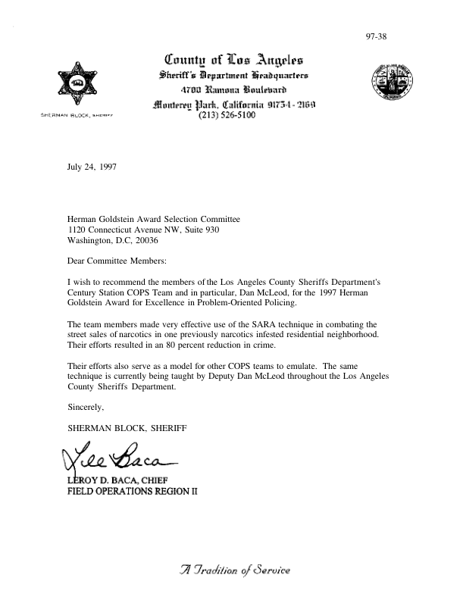 97-38
County of Los Angeles
Sheriff's Department Headquarters
4700 Ramona Boulevard
Monterey Park, California 91754-2169
(213) 526-5100
SHERMAN BLOCK, SHERIFF
July 24, 1997
Herman Goldstein Award Selection Committee
1120 Connecticut Avenue NW, Suite 930
Washington, D.C, 20036
Dear Committee Members:
I wish to recommend the members of the Los Angeles County Sheriffs Department's
Century Station COPS Team and in particular, Dan McLeod, for the 1997 Herman
Goldstein Award for Excellence in Problem-Oriented Policing.
The team members made very effective use of the SARA technique in combating the
street sales of narcotics in one previously narcotics infested residential neighborhood.
Their efforts resulted in an 80 percent reduction in crime.
Their efforts also serve as a model for other COPS teams to emulate. The same
technique is currently being taught by Deputy Dan McLeod throughout the Los Angeles
County Sheriffs Department.
Sincerely,
SHERMAN BLOCK, SHERIFF
Lee Baca
LEROY D. BACA, CHIEF
FIELD OPERATIONS REGION II
A Tradition of Service